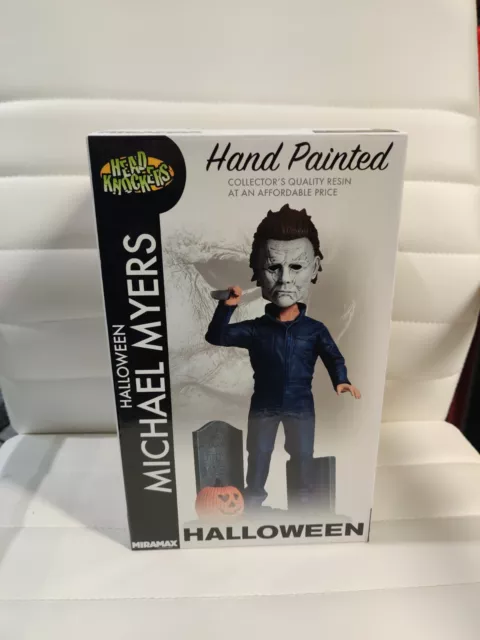 HEAD
KNOCKERS
Hand Painted
COLLECTOR'S QUALITY RESIN
AT AN AFFORDABLE PRICE
HALLOWEEN
MICHAEL MYERS
MIRAMAX
HALLOWEEN